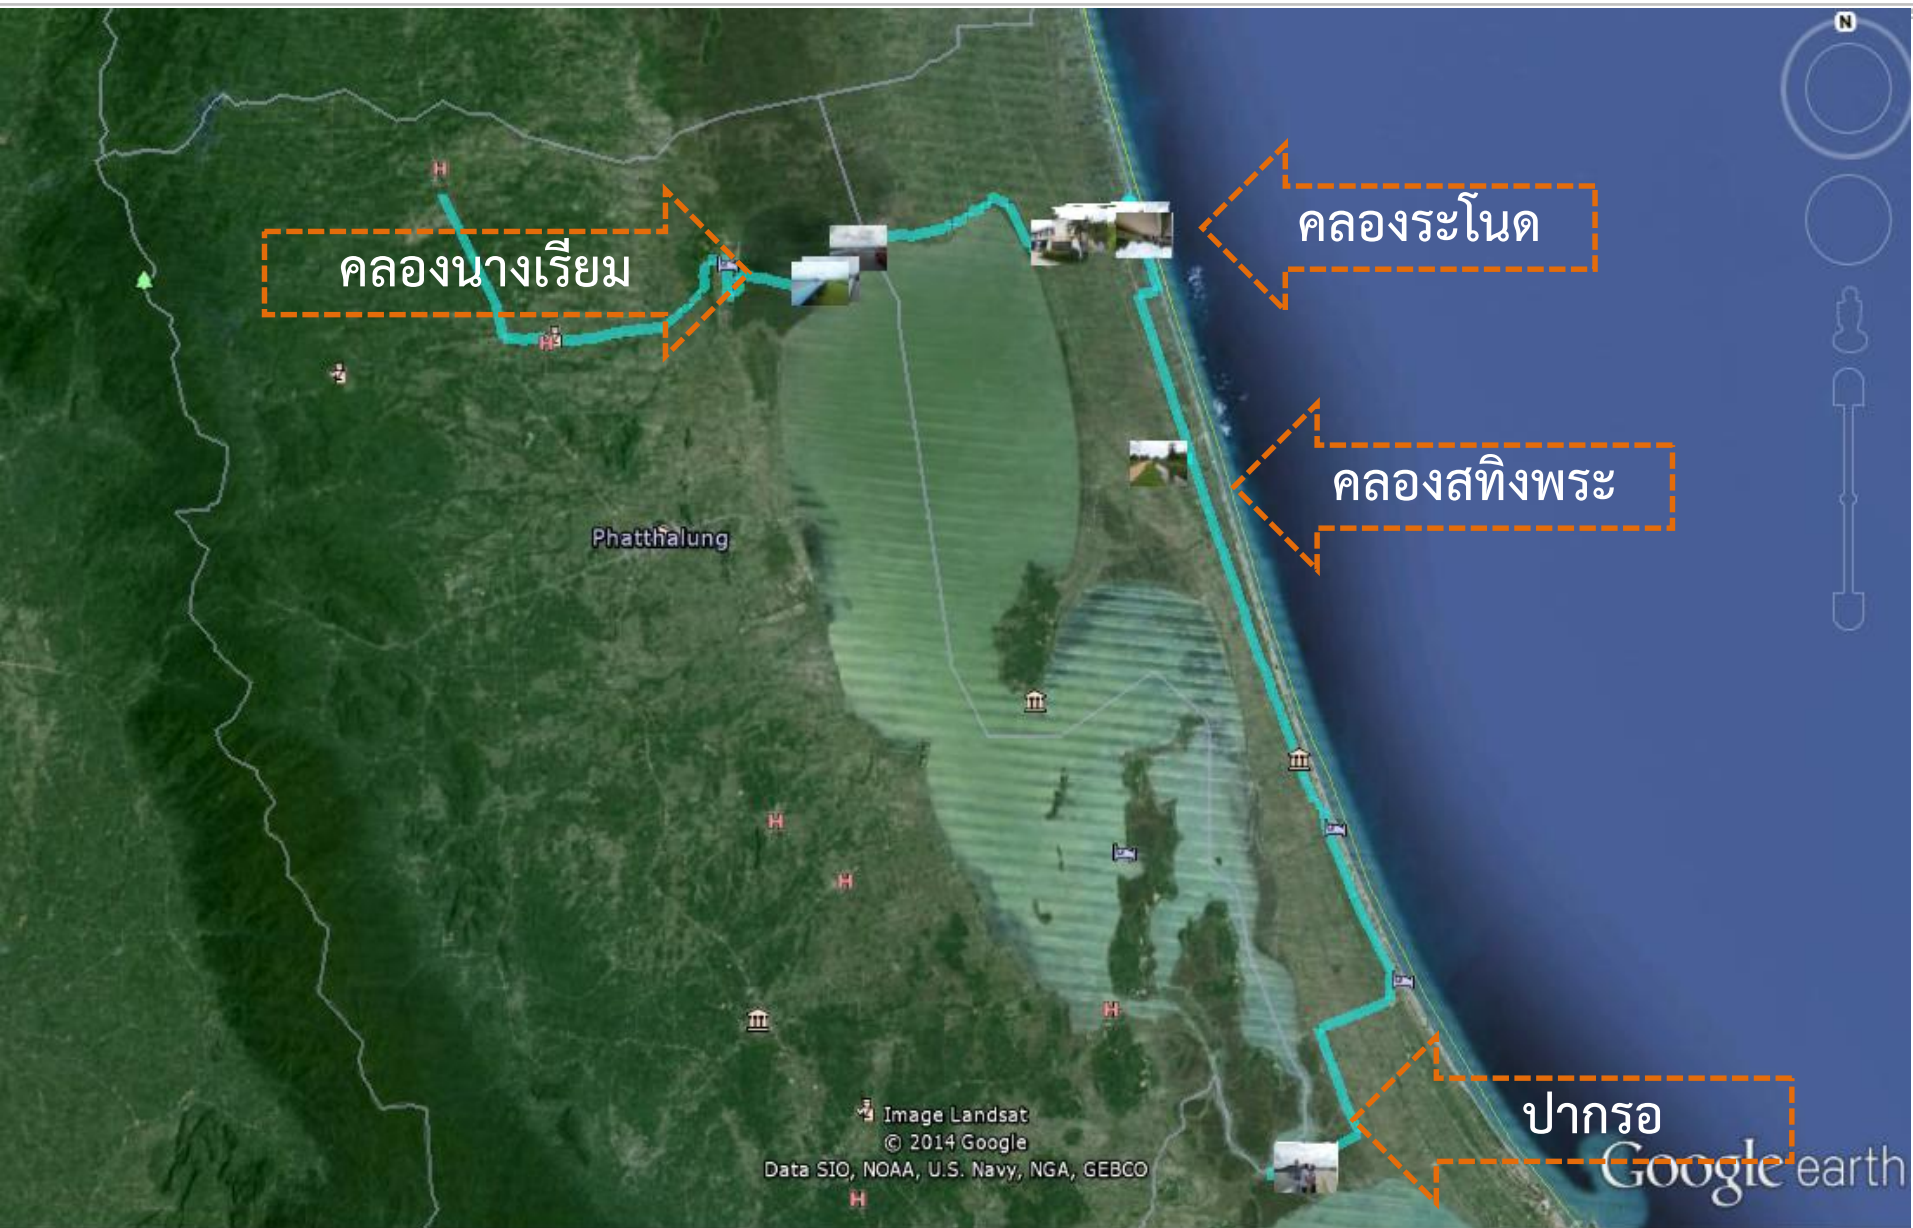 N
คลองระโนด
คลองนางเรียม
คลองสทิงพระ
Phatthalung
ปากรอ
Image Landsat
© 2014 Google
Data SIO, NOAA, U.S. Navy, NGA, GEBCO
Google earth